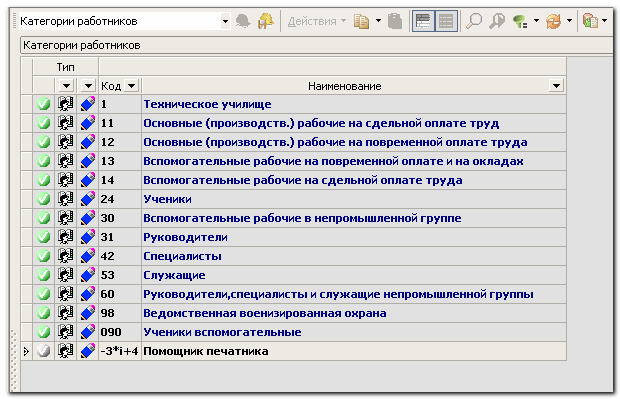 Категории работников
Действия
Категории работников
Тип
Код Наименование
1 Техническое училище
11 Основные (производств.) рабочие на сдельной оплате труд
12 Основные (производств.) рабочие на повременной оплате труда
13 Вспомогательные рабочие на повременной оплате и на окладах
14 Вспомогательные рабочие на сдельной оплате труда
24 Ученики
30 Вспомогательные рабочие в непромышленной группе
31 Руководители
42 Специалисты
53 Служащие
60 Руководители,специалисты и служащие непромышленной группы
98 Ведомственная военизированная охрана
090 Ученики вспомогательные
-3*i+4 Помощник печатника